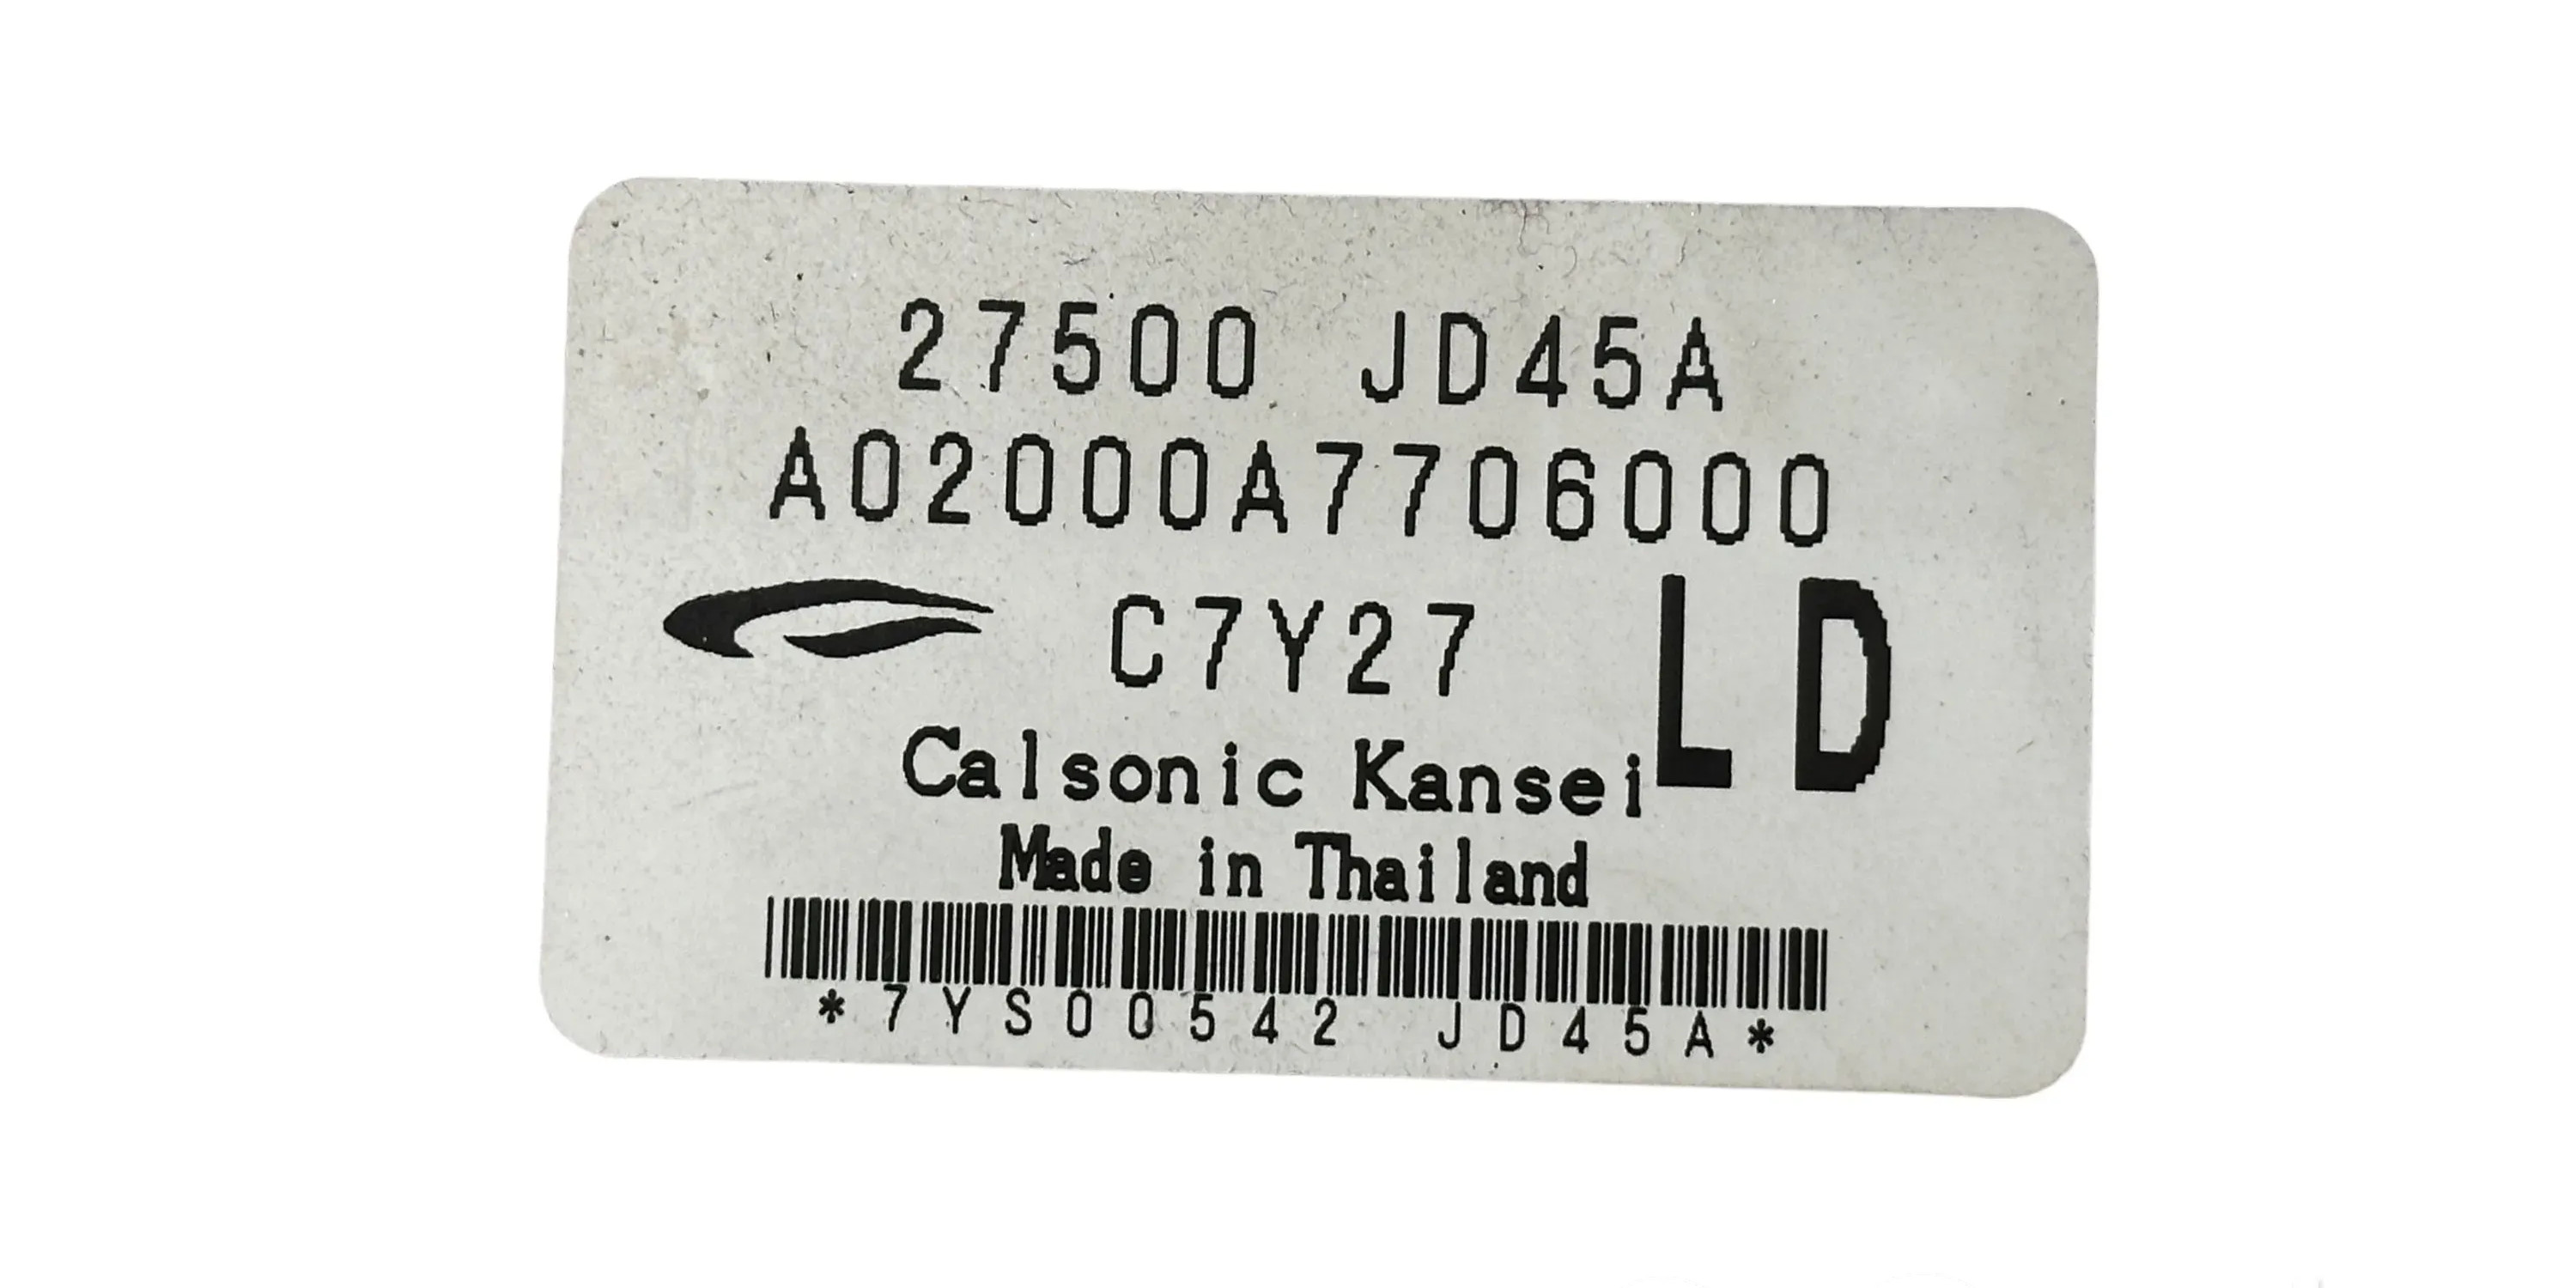 27500 JD45A
A02000A7706000
C7Y27 LD
Calsonic Kansei
Made in Thailand
*7YS00542 JD45A*